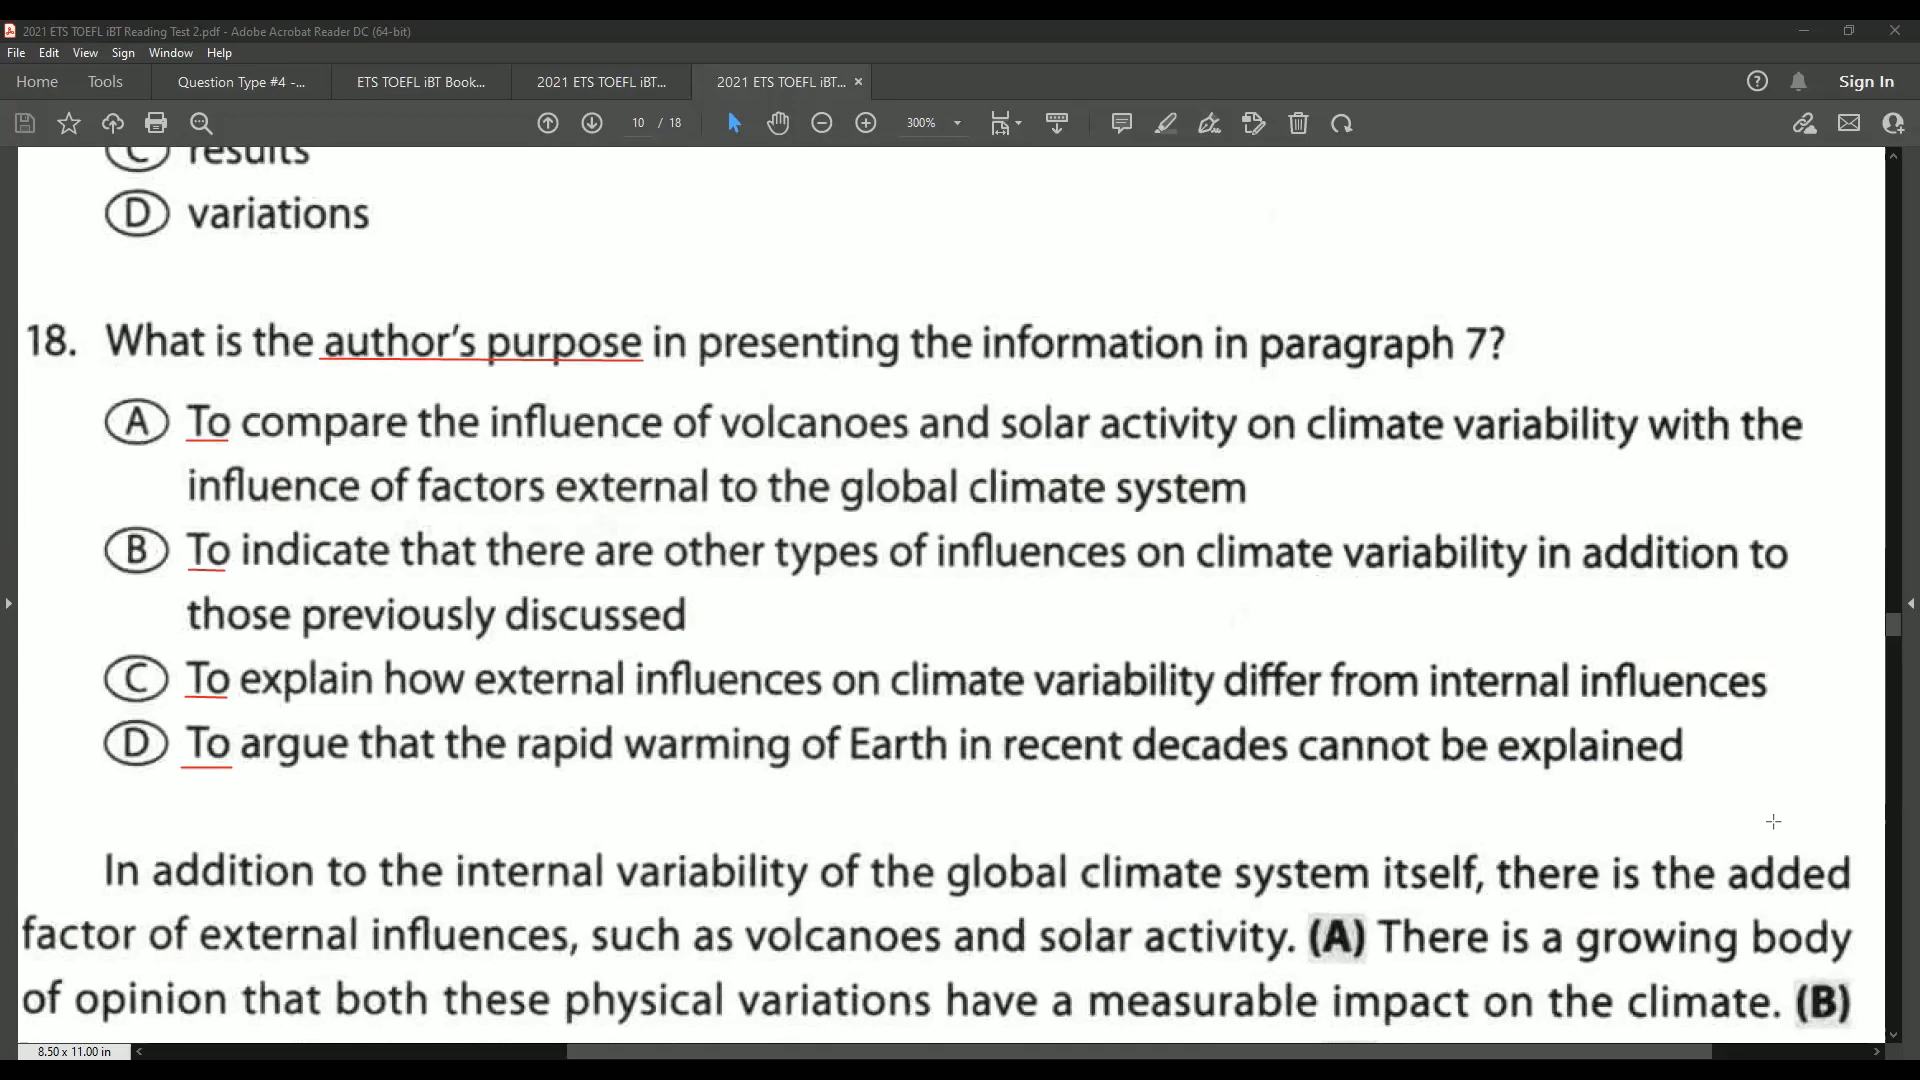 2021 ETS TOEFL iBT Reading Test 2.pdf - Adobe Acrobat Reader DC (64-bit)
File Edit View Sign Window Help
Home Tools Question Type #4 -... ETS TOEFL iBT Book... 2021 ETS TOEFL iBT... 2021 ETS TOEFL iBT... Sign In
10 / 18 300%
C results
D variations
18. What is the author's purpose in presenting the information in paragraph 7?
A To compare the influence of volcanoes and solar activity on climate variability with the
influence of factors external to the global climate system
B To indicate that there are other types of influences on climate variability in addition to
those previously discussed
C To explain how external influences on climate variability differ from internal influences
D To argue that the rapid warming of Earth in recent decades cannot be explained
In addition to the internal variability of the global climate system itself, there is the added
factor of external influences, such as volcanoes and solar activity. (A) There is a growing body
of opinion that both these physical variations have a measurable impact on the climate. (B)
8.50 x 11.00 in